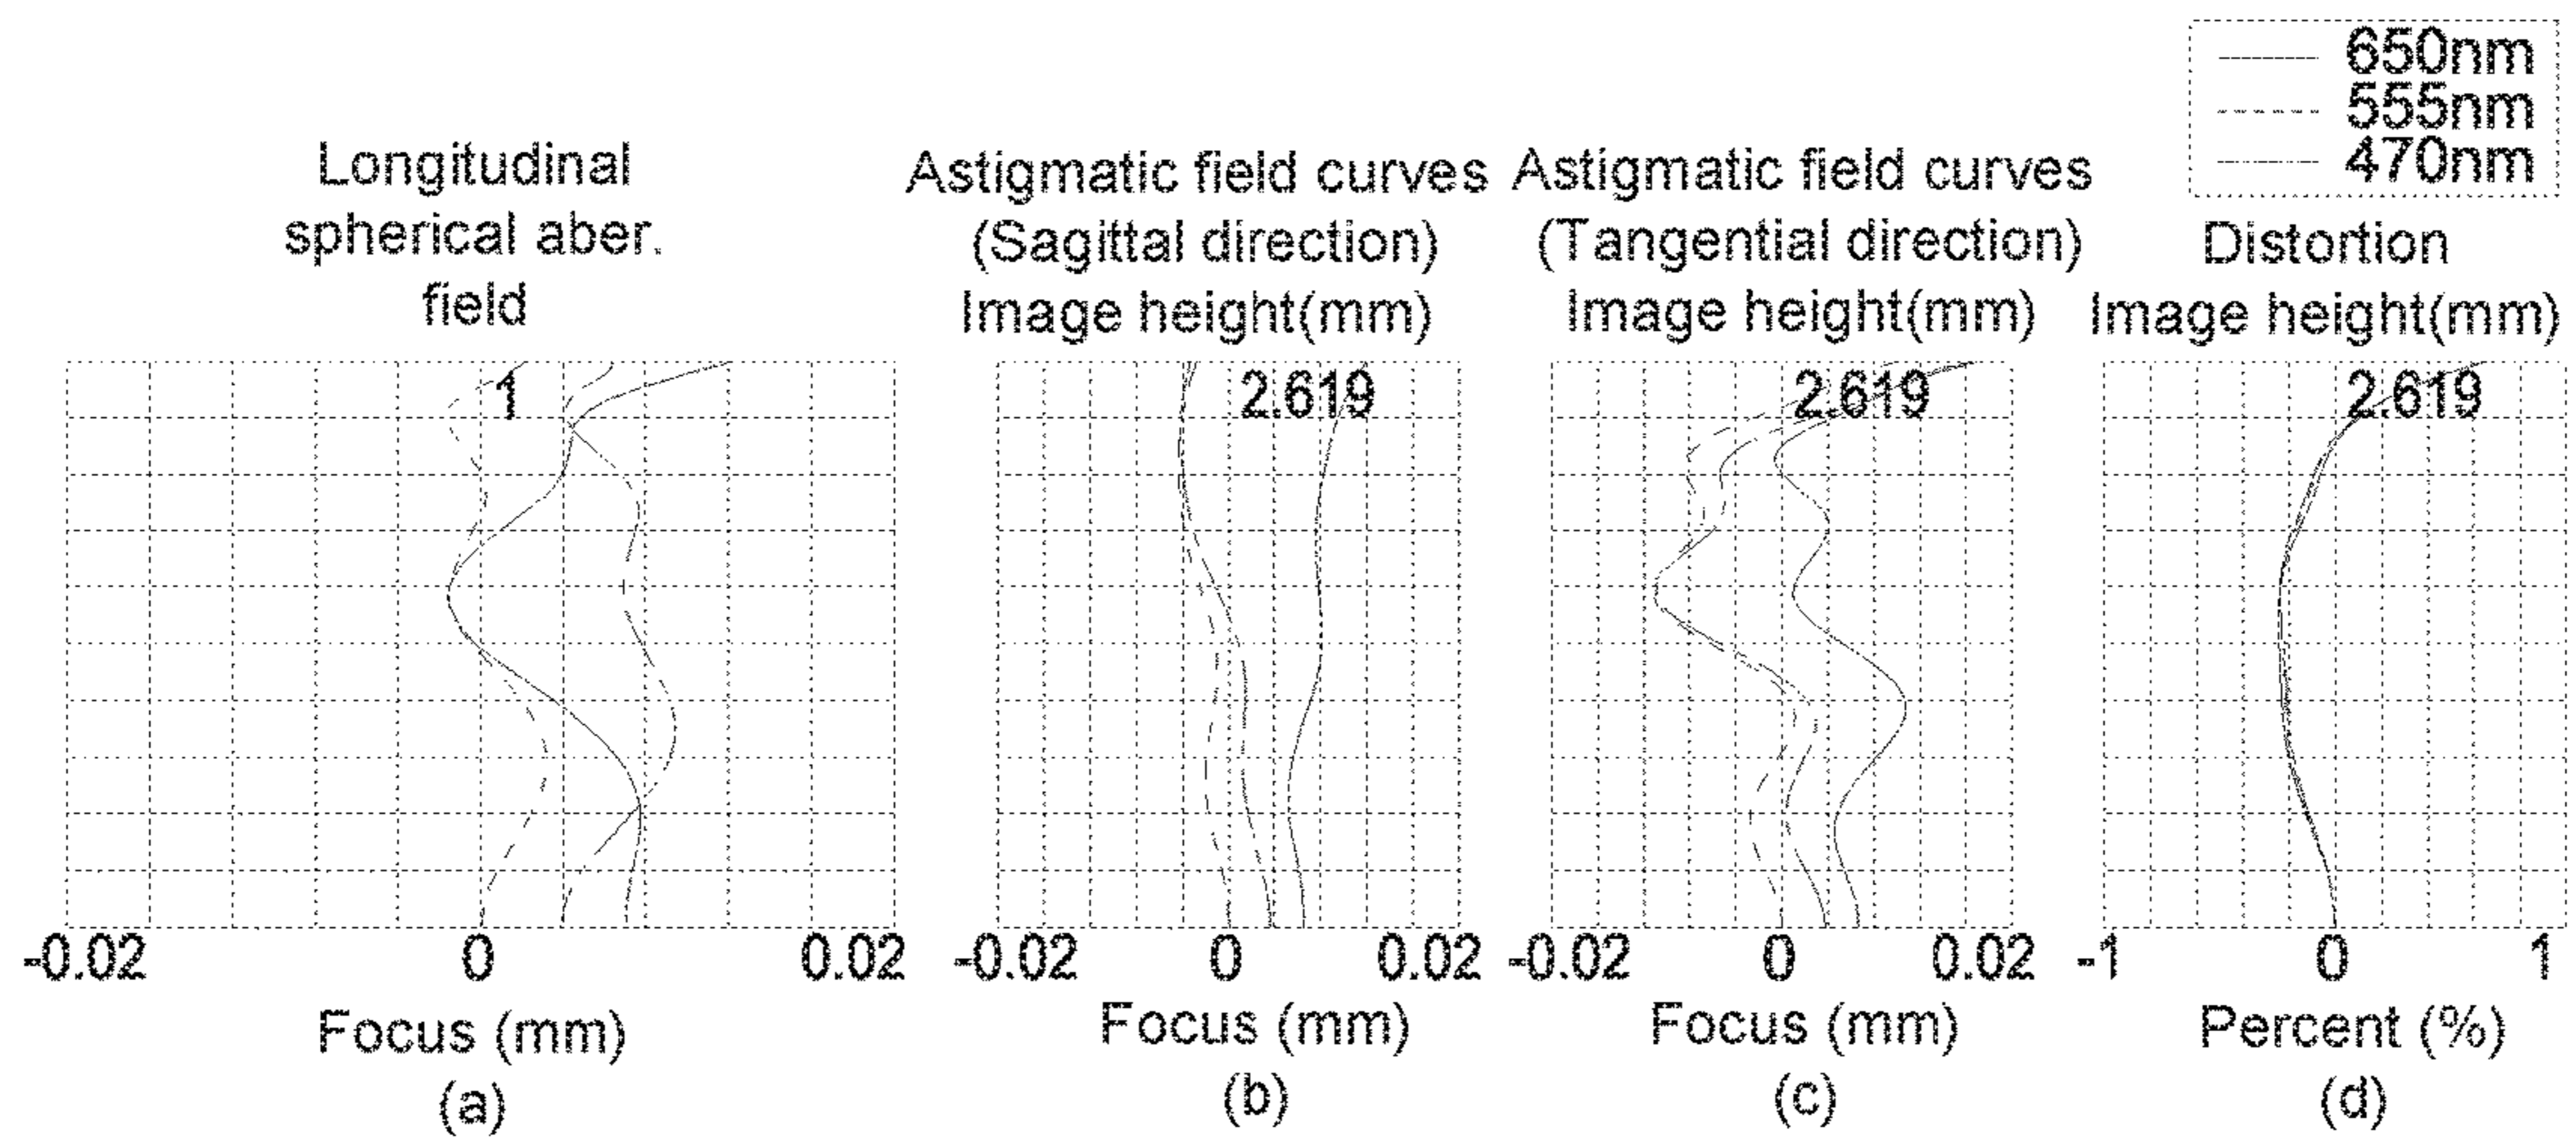 650nm
555nm
470nm
Longitudinal
spherical aber.
field
1
-0.02 0 0.02
Focus (mm)
(a)
Astigmatic field curves
(Sagittal direction)
Image height(mm)
2.619
-0.02 0 0.02
Focus (mm)
(b)
Astigmatic field curves
(Tangential direction)
Image height(mm)
2.619
-0.02 0 0.02
Focus (mm)
(c)
Distortion
Image height(mm)
2.619
-1 0 1
Percent (%)
(d)